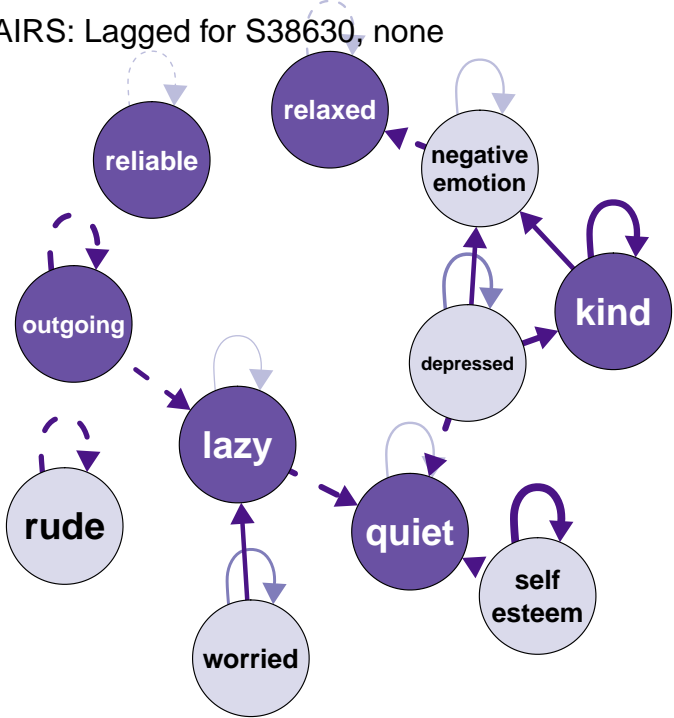 AIRS: Lagged for S38630, none
relaxed
reliable
negative
emotion
outgoing
kind
depressed
lazy
rude
quiet
self
esteem
worried